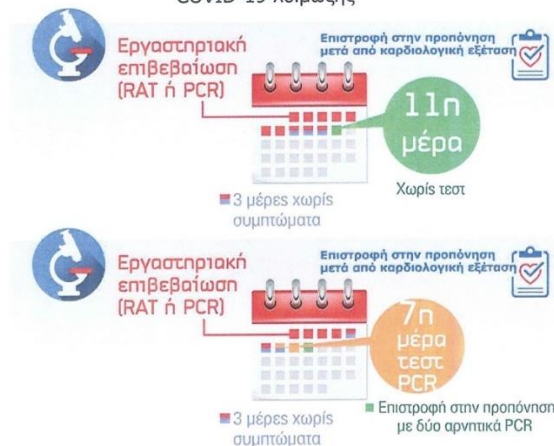 COVID-19 λοίμωξης
Εργαστηριακή
επιβεβαίωση
(RAT ή PCR)
Επιστροφή στην προπόνηση
μετά από καρδιολογική εξέταση
11η
μέρα
Χωρίς τεστ
3 μέρες χωρίς
συμπτώματα
Εργαστηριακή
επιβεβαίωση
(RAT ή PCR)
Επιστροφή στην προπόνηση
μετά από καρδιολογική εξέταση
7η
μέρα
τεστ
PCR
3 μέρες χωρίς
συμπτώματα
Επιστροφή στην προπόνηση
με δύο αρνητικά PCR